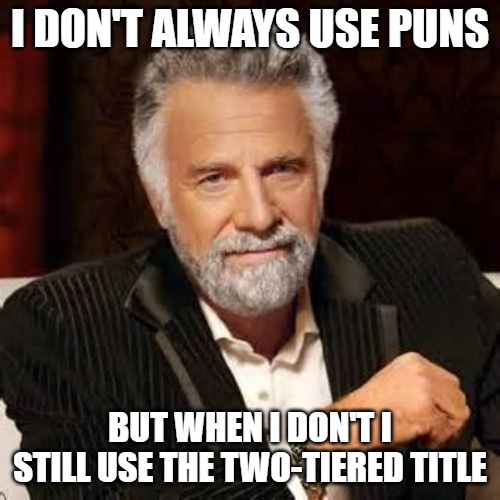 I DON'T ALWAYS USE PUNS
BUT WHEN I DON'T I
STILL USE THE TWO-TIERED TITLE